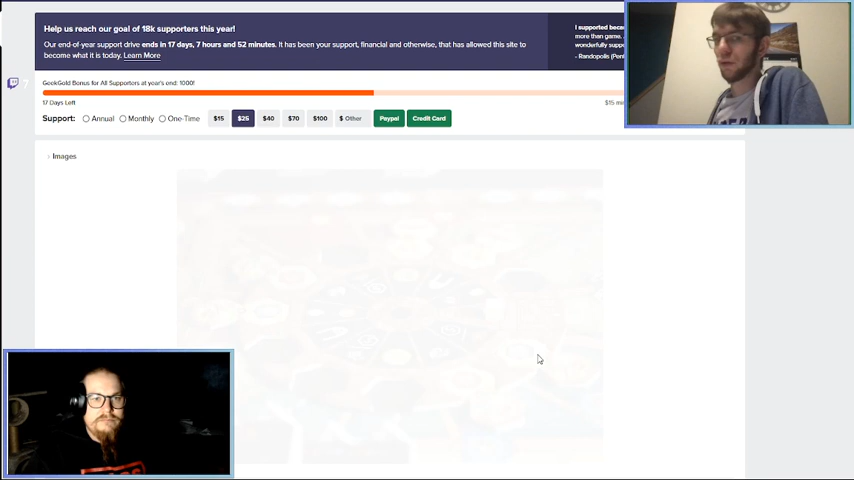 Help us reach our goal of 18k supporters this year!
Our end-of-year support drive ends in 17 days, 7 hours and 52 minutes. It has been your support, financial and otherwise, that has allowed this site to
become what it is today. Learn More
I supported beca
more than game.
wonderfully supp
- Randopolis (Pont
GeekGold Bonus for All Supporters at year's end: 1000!
17 Days Left
$15 min
Support: Annual Monthly One-Time $15 $25 $40 $70 $100 $ Other Paypal Credit Card
Images